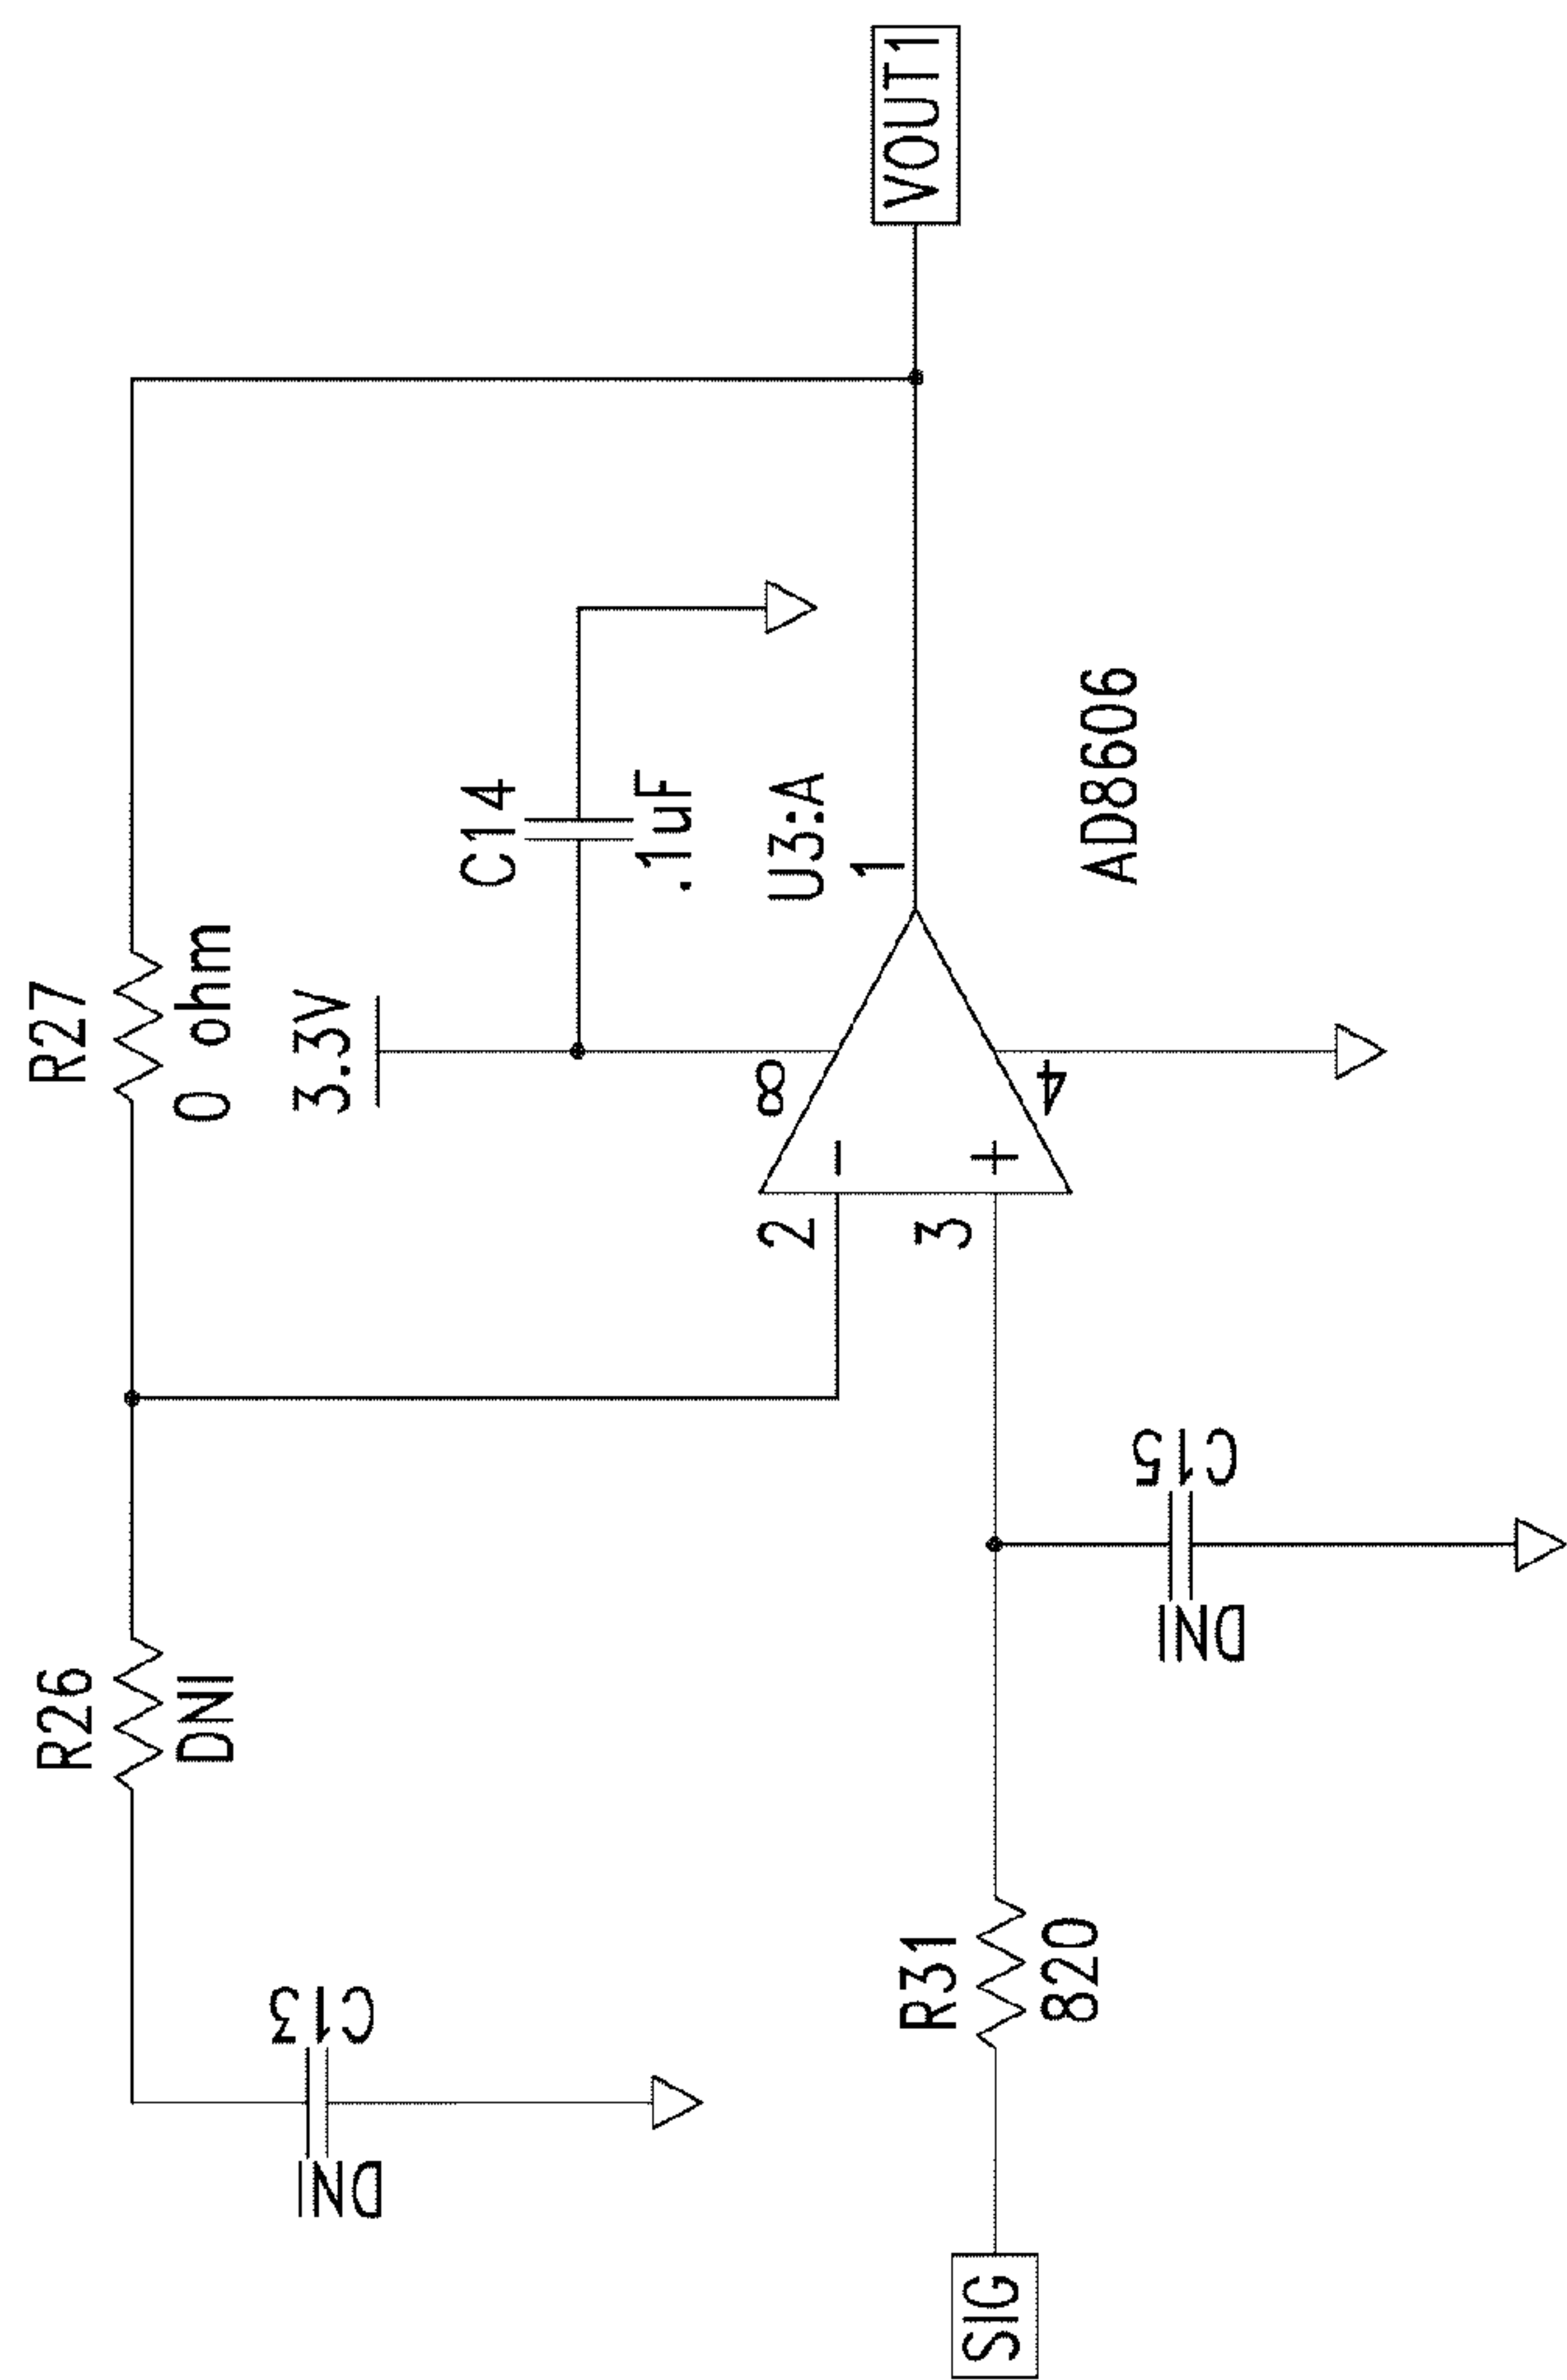 R26
DNI
R27
0 ohm
C13
DNI
3.3V
C14
.1uF
8
U3:A
2
1
3
4
AD8606
VOUT1
SIG
R31
820
C15
DNI